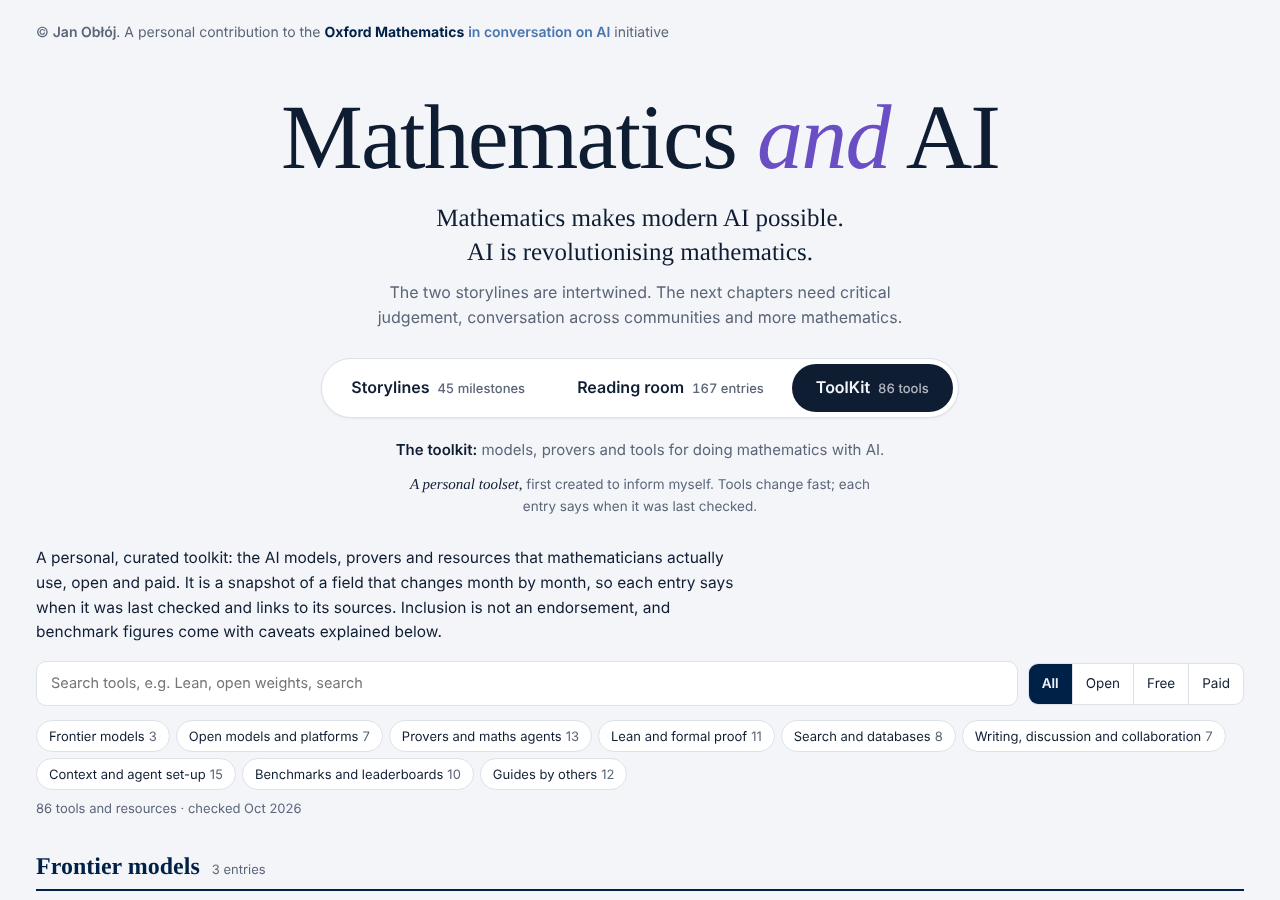 © Jan Obłój. A personal contribution to the Oxford Mathematics in conversation on AI initiative
Mathematics and AI
Mathematics makes modern AI possible.
AI is revolutionising mathematics.
The two storylines are intertwined. The next chapters need critical
judgement, conversation across communities and more mathematics.
Storylines 45 milestones Reading room 167 entries ToolKit 86 tools
The toolkit: models, provers and tools for doing mathematics with AI.
A personal toolset, first created to inform myself. Tools change fast; each
entry says when it was last checked.
A personal, curated toolkit: the AI models, provers and resources that mathematicians actually
use, open and paid. It is a snapshot of a field that changes month by month, so each entry says
when it was last checked and links to its sources. Inclusion is not an endorsement, and
benchmark figures come with caveats explained below.
Search tools, e.g. Lean, open weights, search All Open Free Paid
Frontier models 3 Open models and platforms 7 Provers and maths agents 13 Lean and formal proof 11 Search and databases 8 Writing, discussion and collaboration 7
Context and agent set-up 15 Benchmarks and leaderboards 10 Guides by others 12
86 tools and resources · checked Oct 2026
Frontier models 3 entries